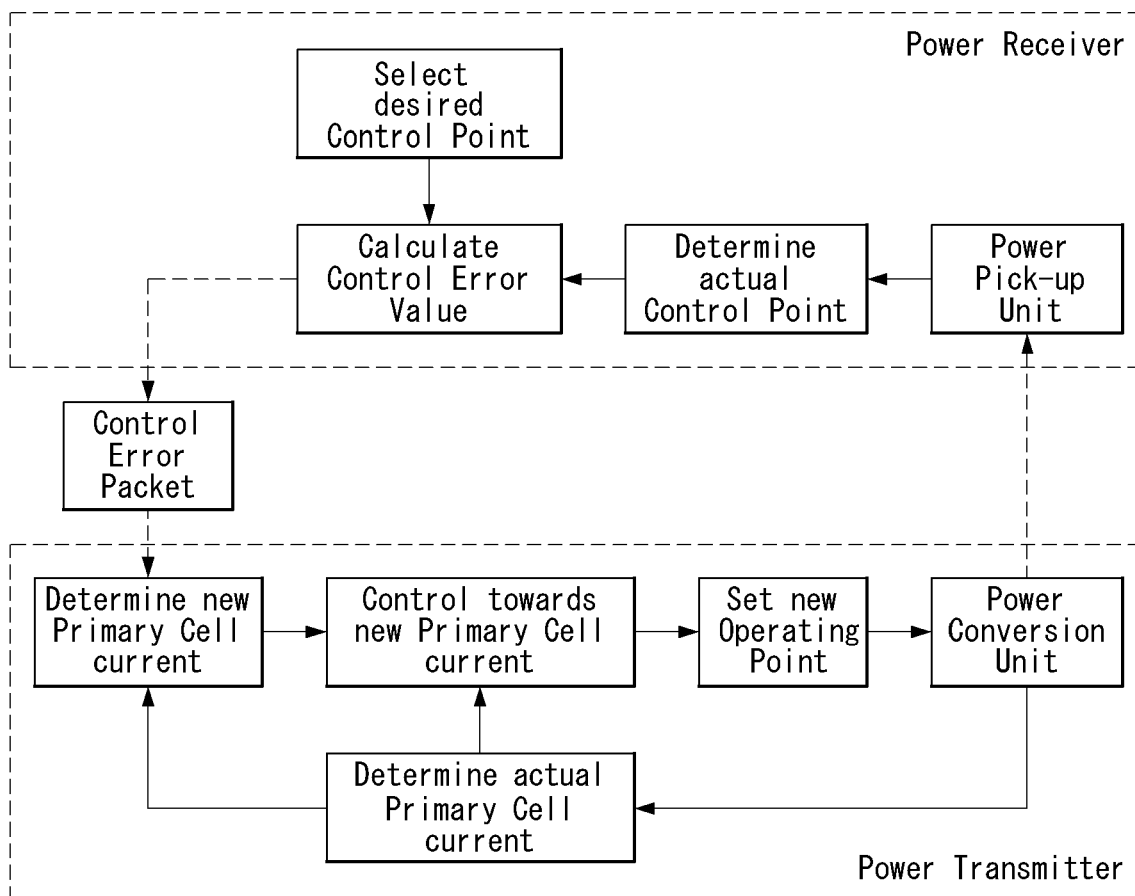 Power Receiver
Select
desired
Control Point
Calculate
Control Error
Value
Determine
actual
Control Point
Power
Pick-up
Unit
Control
Error
Packet
Determine new
Primary Cell
current
Control towards
new Primary Cell
current
Set new
Operating
Point
Power
Conversion
Unit
Determine actual
Primary Cell
current
Power Transmitter